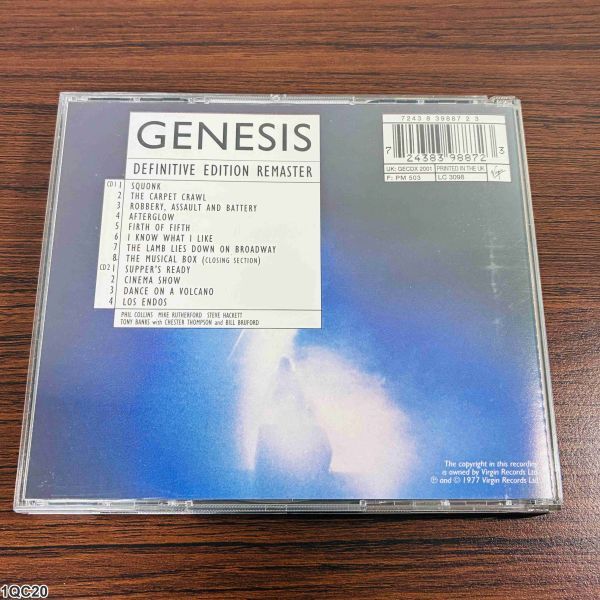 GENESIS
DEFINITIVE EDITION REMASTER
CD1 1 SQUONK
2 THE CARPET CRAWL
3 ROBBERY, ASSAULT AND BATTERY
4 AFTERGLOW
5 FIRTH OF FIFTH
6 I KNOW WHAT I LIKE
7 THE LAMB LIES DOWN ON BROADWAY
8 THE MUSICAL BOX (CLOSING SECTION)
CD2 1 SUPPER'S READY
2 CINEMA SHOW
3 DANCE ON A VOLCANO
4 LOS ENDOS
PHIL COLLINS MIKE RUTHERFORD STEVE HACKETT
TONY BANKS with CHESTER THOMPSON and BILL BRUFORD
7243 8 39887 2 3
7 24383 98872 3
UK: GECDX 2001 PRINTED IN THE UK
F: PM 503 LC 3098
Virgin
The copyright in this recording
is owned by Virgin Records Ltd
℗ and © 1977 Virgin Records Ltd
1QC20